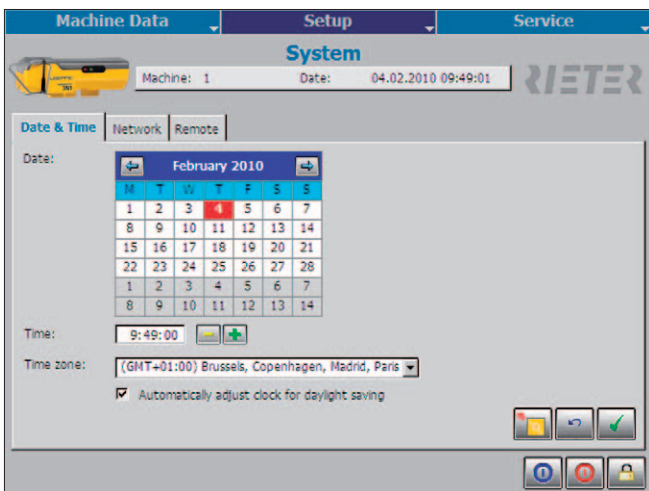 Machine Data Setup Service
System
Machine: 1 Date: 04.02.2010 09:49:01
RIETER
Date & Time Network Remote
Date:
February 2010
M T W T F S S
1 2 3 4 5 6 7
8 9 10 11 12 13 14
15 16 17 18 19 20 21
22 23 24 25 26 27 28
1 2 3 4 5 6 7
8 9 10 11 12 13 14
Time: 9:49:00
Time zone: (GMT+01:00) Brussels, Copenhagen, Madrid, Paris
Automatically adjust clock for daylight saving